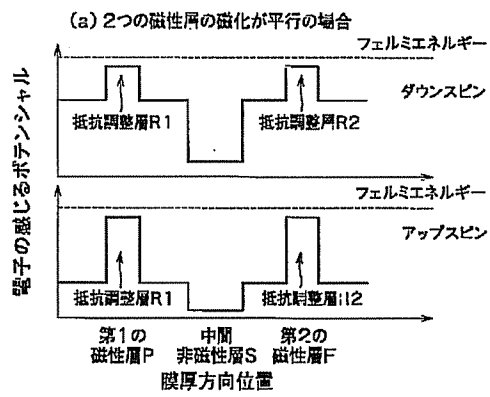 (a) 2つの磁性層の磁化が平行の場合
フェルミエネルギー
ダウンスピン
抵抗調整層R1
抵抗調整層R2
フェルミエネルギー
アップスピン
抵抗調整層R1
抵抗調整層
電子の感じるポテンシャル
第1の
磁性層P
中間
非磁性層S
第2の
磁性層F
膜厚方向位置